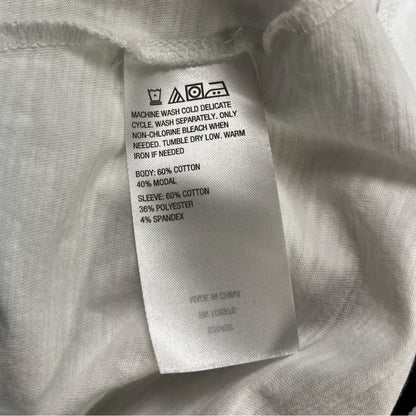 MACHINE WASH COLD DELICATE
CYCLE. WASH SEPARATELY. ONLY
NON-CHLORINE BLEACH WHEN
NEEDED. TUMBLE DRY LOW. WARM
IRON IF NEEDED
BODY: 60% COTTON
40% MODAL
SLEEVE: 60% COTTON
36% POLYESTER
4% SPANDEX
MADE IN CHINA